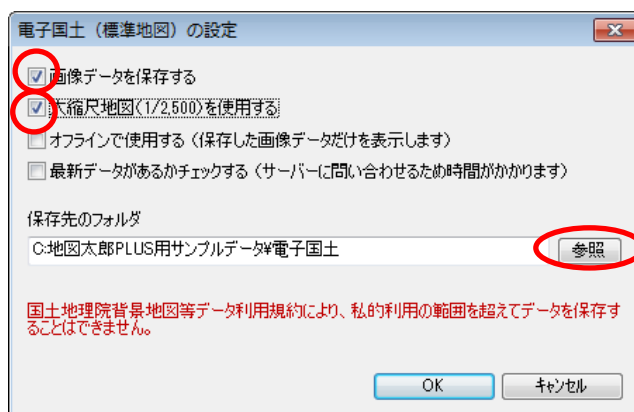 電子国土（標準地図）の設定
画像データを保存する
大縮尺地図(1/2,500)を使用する
オフラインで使用する（保存した画像データだけを表示します）
最新データがあるかチェックする（サーバーに問い合わせるため時間がかかります）
保存先のフォルダ
C:地図太郎PLUS用サンプルデータ¥電子国土
参照
国土地理院背景地図等データ利用規約により、私的利用の範囲を超えてデータを保存す
ることはできません。
OK
キャンセル